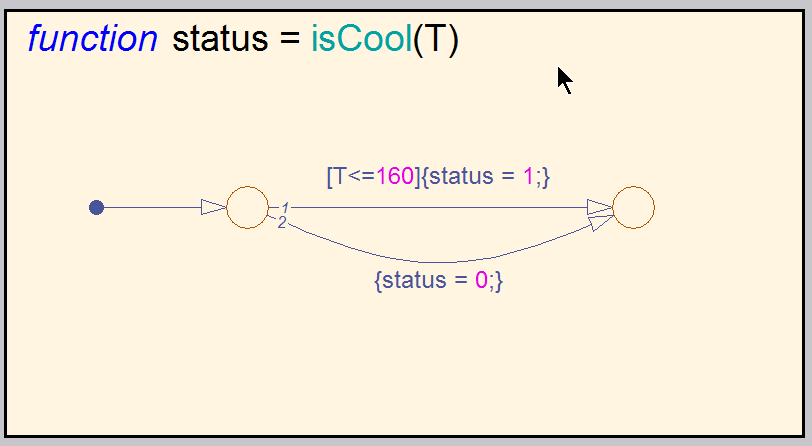 function status = isCool(T)
[T<=160]{status = 1;}
1
2
{status = 0;}